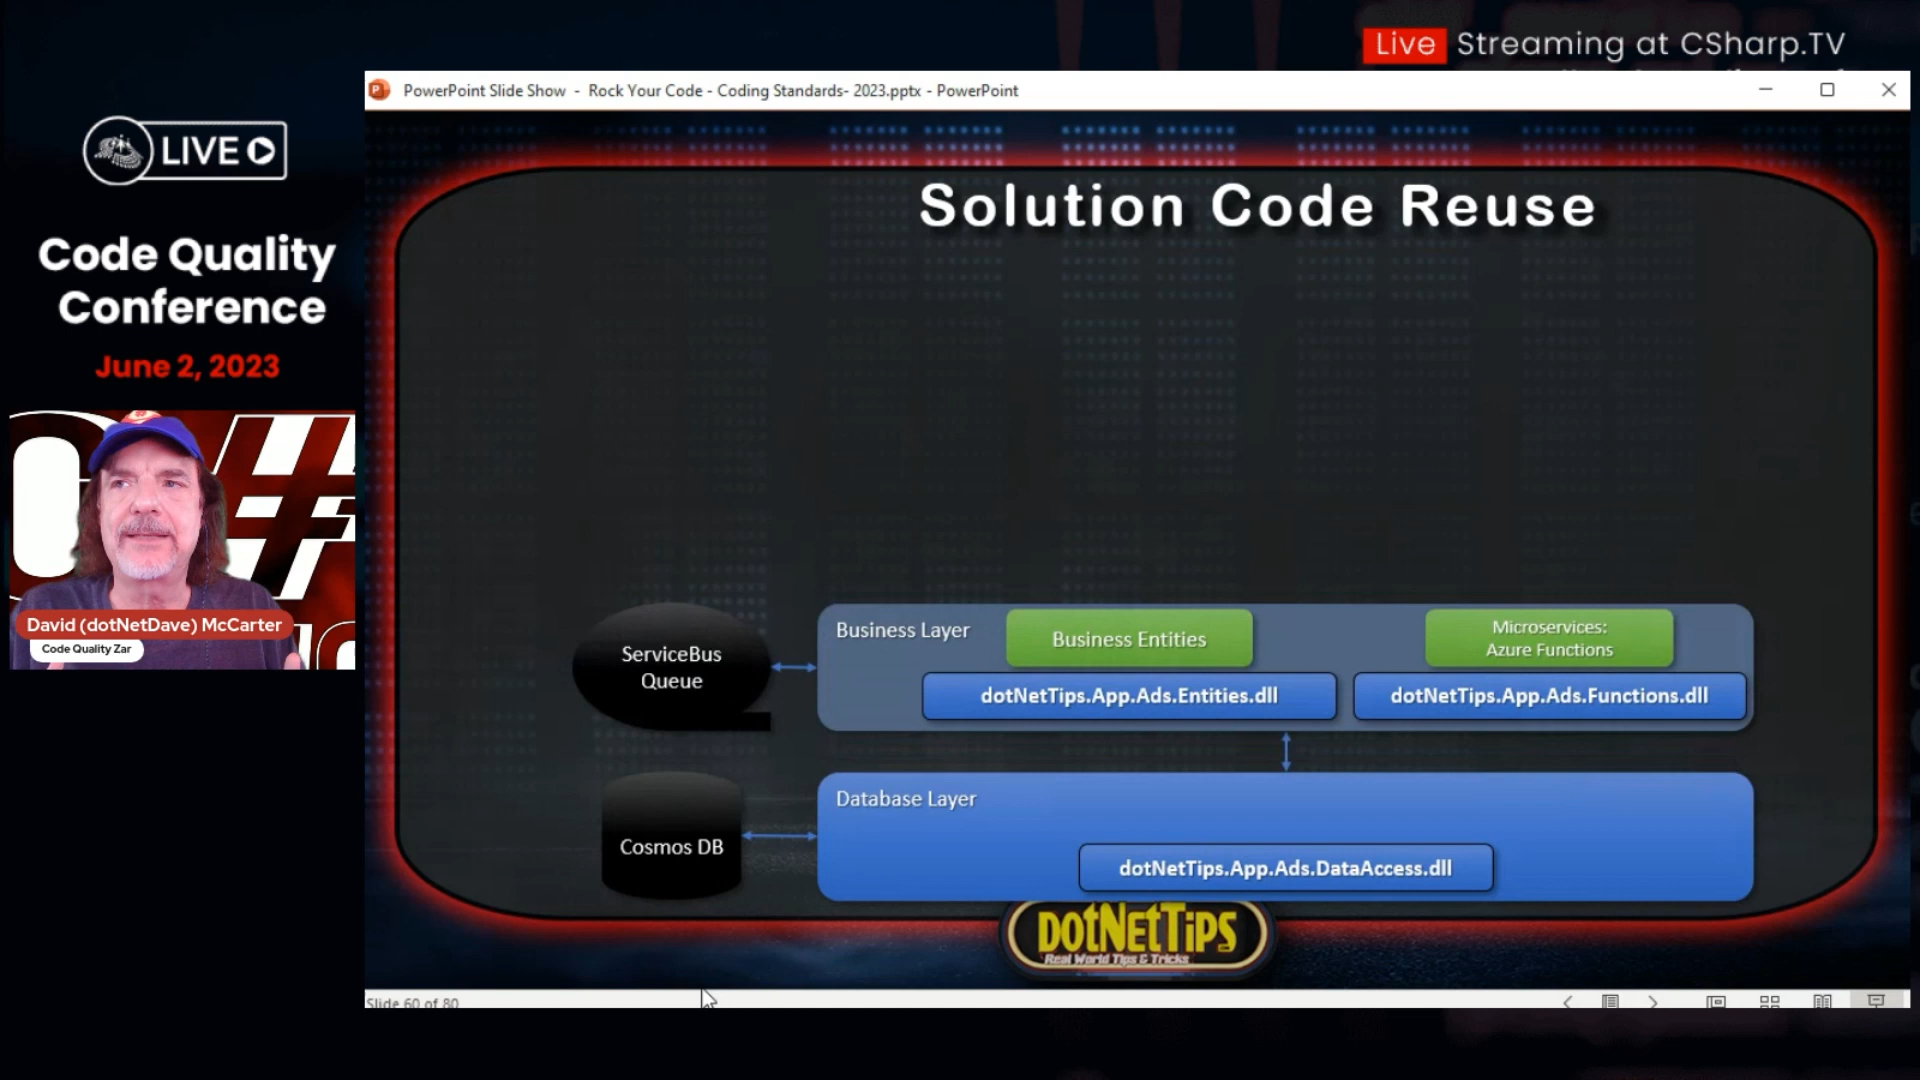 Live Streaming at CSharp.TV
PowerPoint Slide Show - Rock Your Code - Coding Standards- 2023.pptx - PowerPoint
LIVE
Code Quality
Conference
June 2, 2023
David (dotNetDave) McCarter
Code Quality Zar
Solution Code Reuse
ServiceBus
Queue
Business Layer
Business Entities
Microservices:
Azure Functions
dotNetTips.App.Ads.Entities.dll
dotNetTips.App.Ads.Functions.dll
Cosmos DB
Database Layer
dotNetTips.App.Ads.DataAccess.dll
dotNetTips
Real World Tips & Tricks
Slide 60 of 80